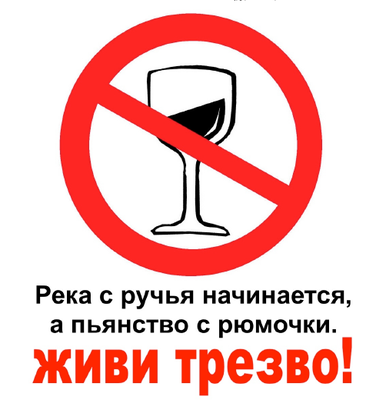 Река с ручья начинается,
а пьянство с рюмочки.
живи трезво!